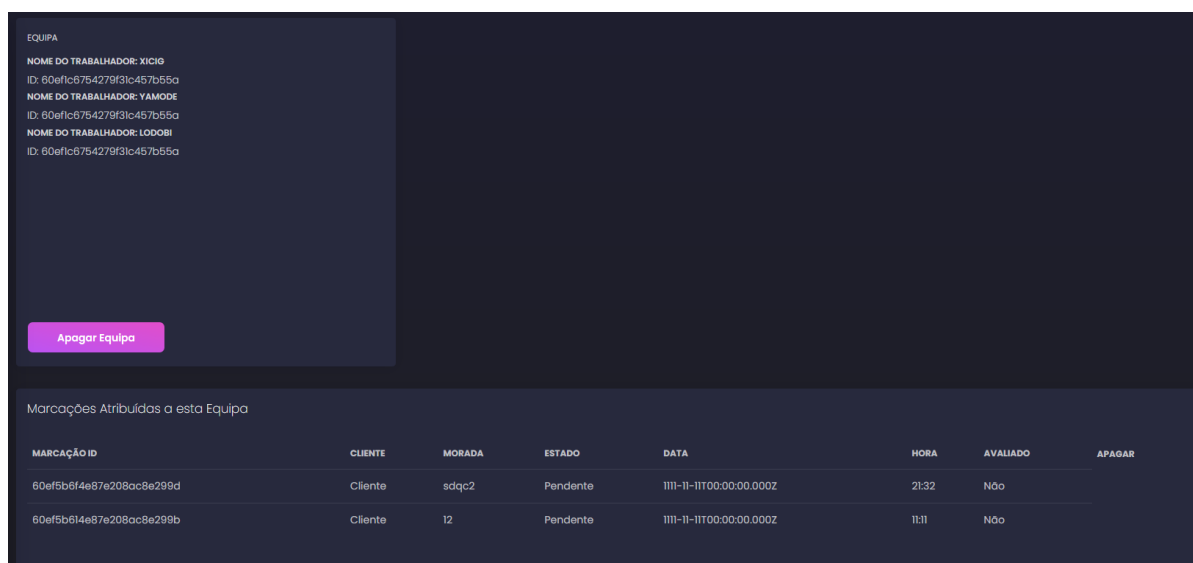 EQUIPA
NOME DO TRABALHADOR: XICIG
ID: 60ef1c6754279f31c457b55a
NOME DO TRABALHADOR: YAMODE
ID: 60ef1c6754279f31c457b55a
NOME DO TRABALHADOR: LODOBI
ID: 60ef1c6754279f31c457b55a
Apagar Equipa
Marcações Atribuídas a esta Equipa
MARCAÇÃO ID CLIENTE MORADA ESTADO DATA HORA AVALIADO APAGAR
60ef5b6f4e87e208ac8e299d Cliente sdqc2 Pendente 1111-11-11T00:00:00.000Z 21:32 Não
60ef5b614e87e208ac8e299b Cliente 12 Pendente 1111-11-11T00:00:00.000Z 11:11 Não